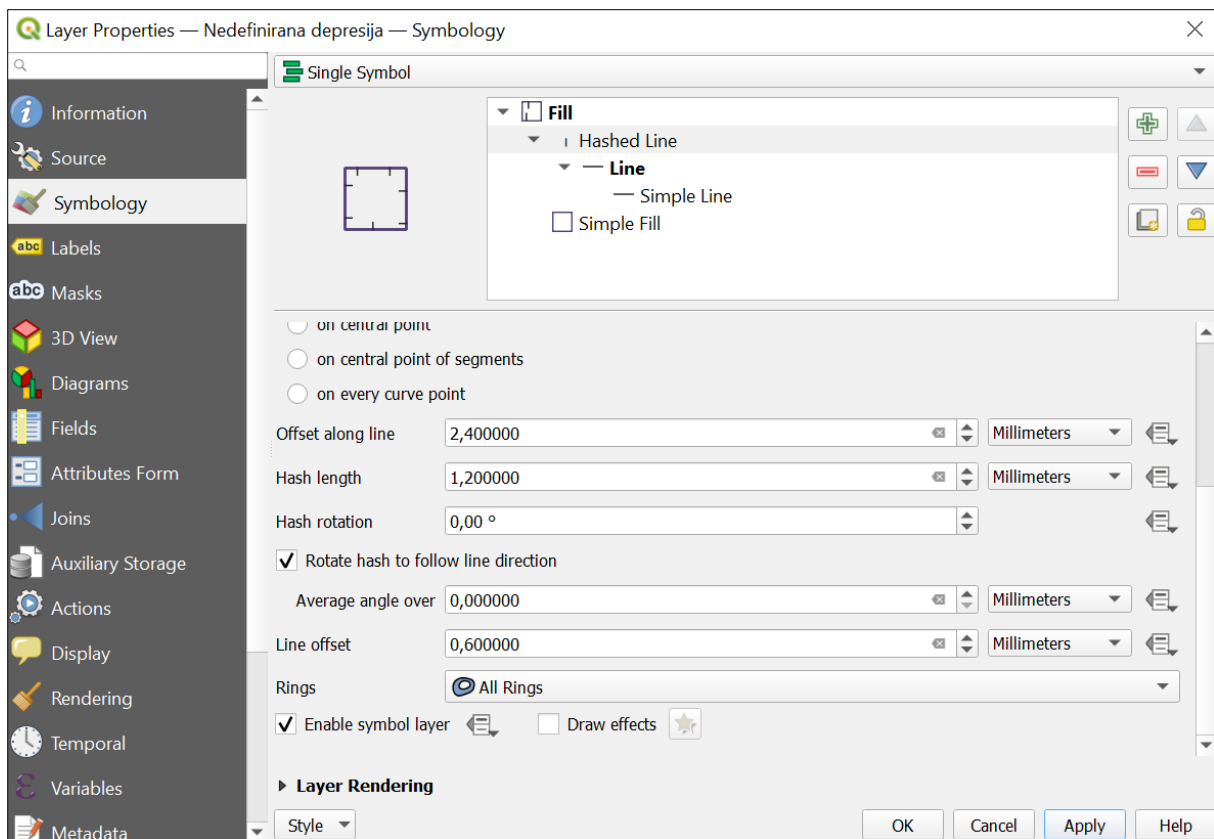 Layer Properties — Nedefinirana depresija — Symbology
Single Symbol
Information
Source
Symbology
Labels
Masks
3D View
Diagrams
Fields
Attributes Form
Joins
Auxiliary Storage
Actions
Display
Rendering
Temporal
Variables
Metadata
abc
abc
Fill
Hashed Line
Line
Simple Line
Simple Fill
on central point
on central point of segments
on every curve point
Offset along line 2,400000 Millimeters
Hash length 1,200000 Millimeters
Hash rotation 0,00 °
Rotate hash to follow line direction
Average angle over 0,000000 Millimeters
Line offset 0,600000 Millimeters
Rings All Rings
Enable symbol layer Draw effects
Layer Rendering
Style OK Cancel Apply Help